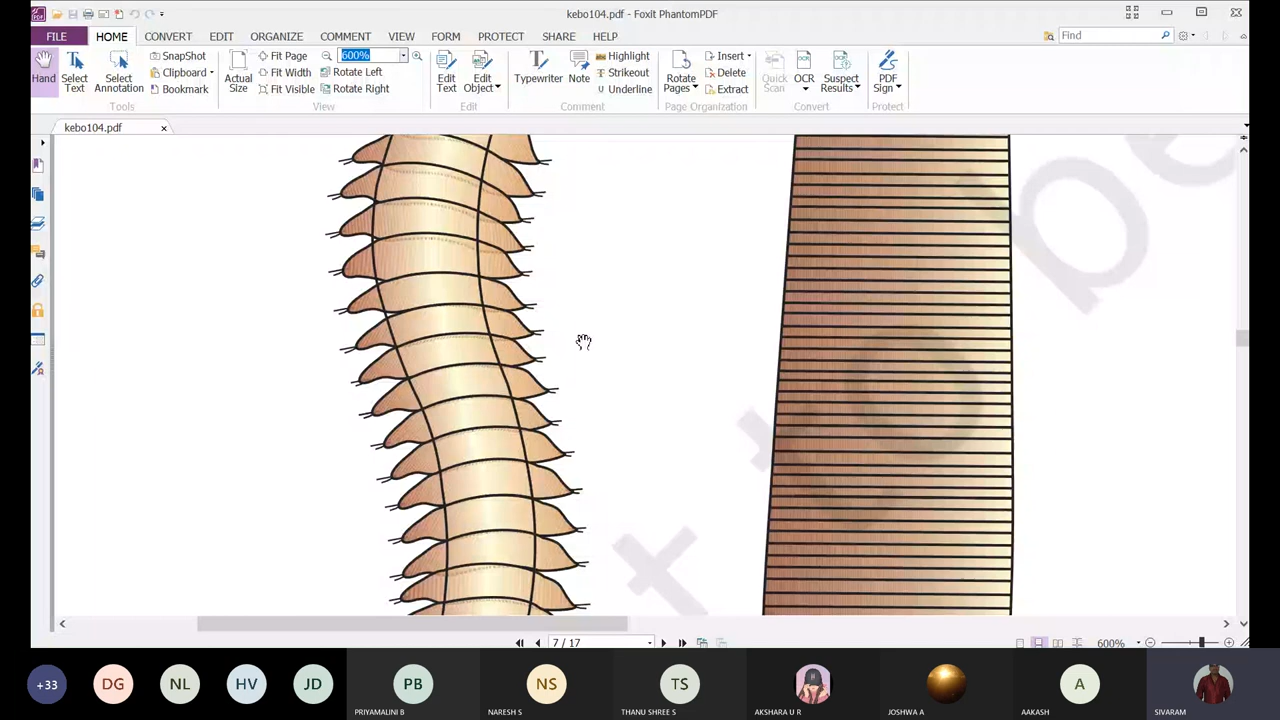 kebo104.pdf - Foxit PhantomPDF
FILE HOME CONVERT EDIT ORGANIZE COMMENT VIEW FORM PROTECT SHARE HELP
Find
Hand
Select Text
Select Annotation
SnapShot
Clipboard
Bookmark
Tools
Actual Size
Fit Page
Fit Width
Fit Visible
600%
Rotate Left
Rotate Right
View
Edit Text
Edit Object
Edit
Typewriter
Note
Highlight
Strikeout
Underline
Comment
Rotate Pages
Insert
Delete
Extract
Page Organization
Quick Scan
OCR
Suspect Results
Convert
PDF Sign
Protect
kebo104.pdf
7 / 17
600%
+33 DG NL HV JD PB NS TS A
PRIYAMALINI B NARESH S THANU SHREE S AKSHARA U R JOSHWA A AAKASH SIVARAM